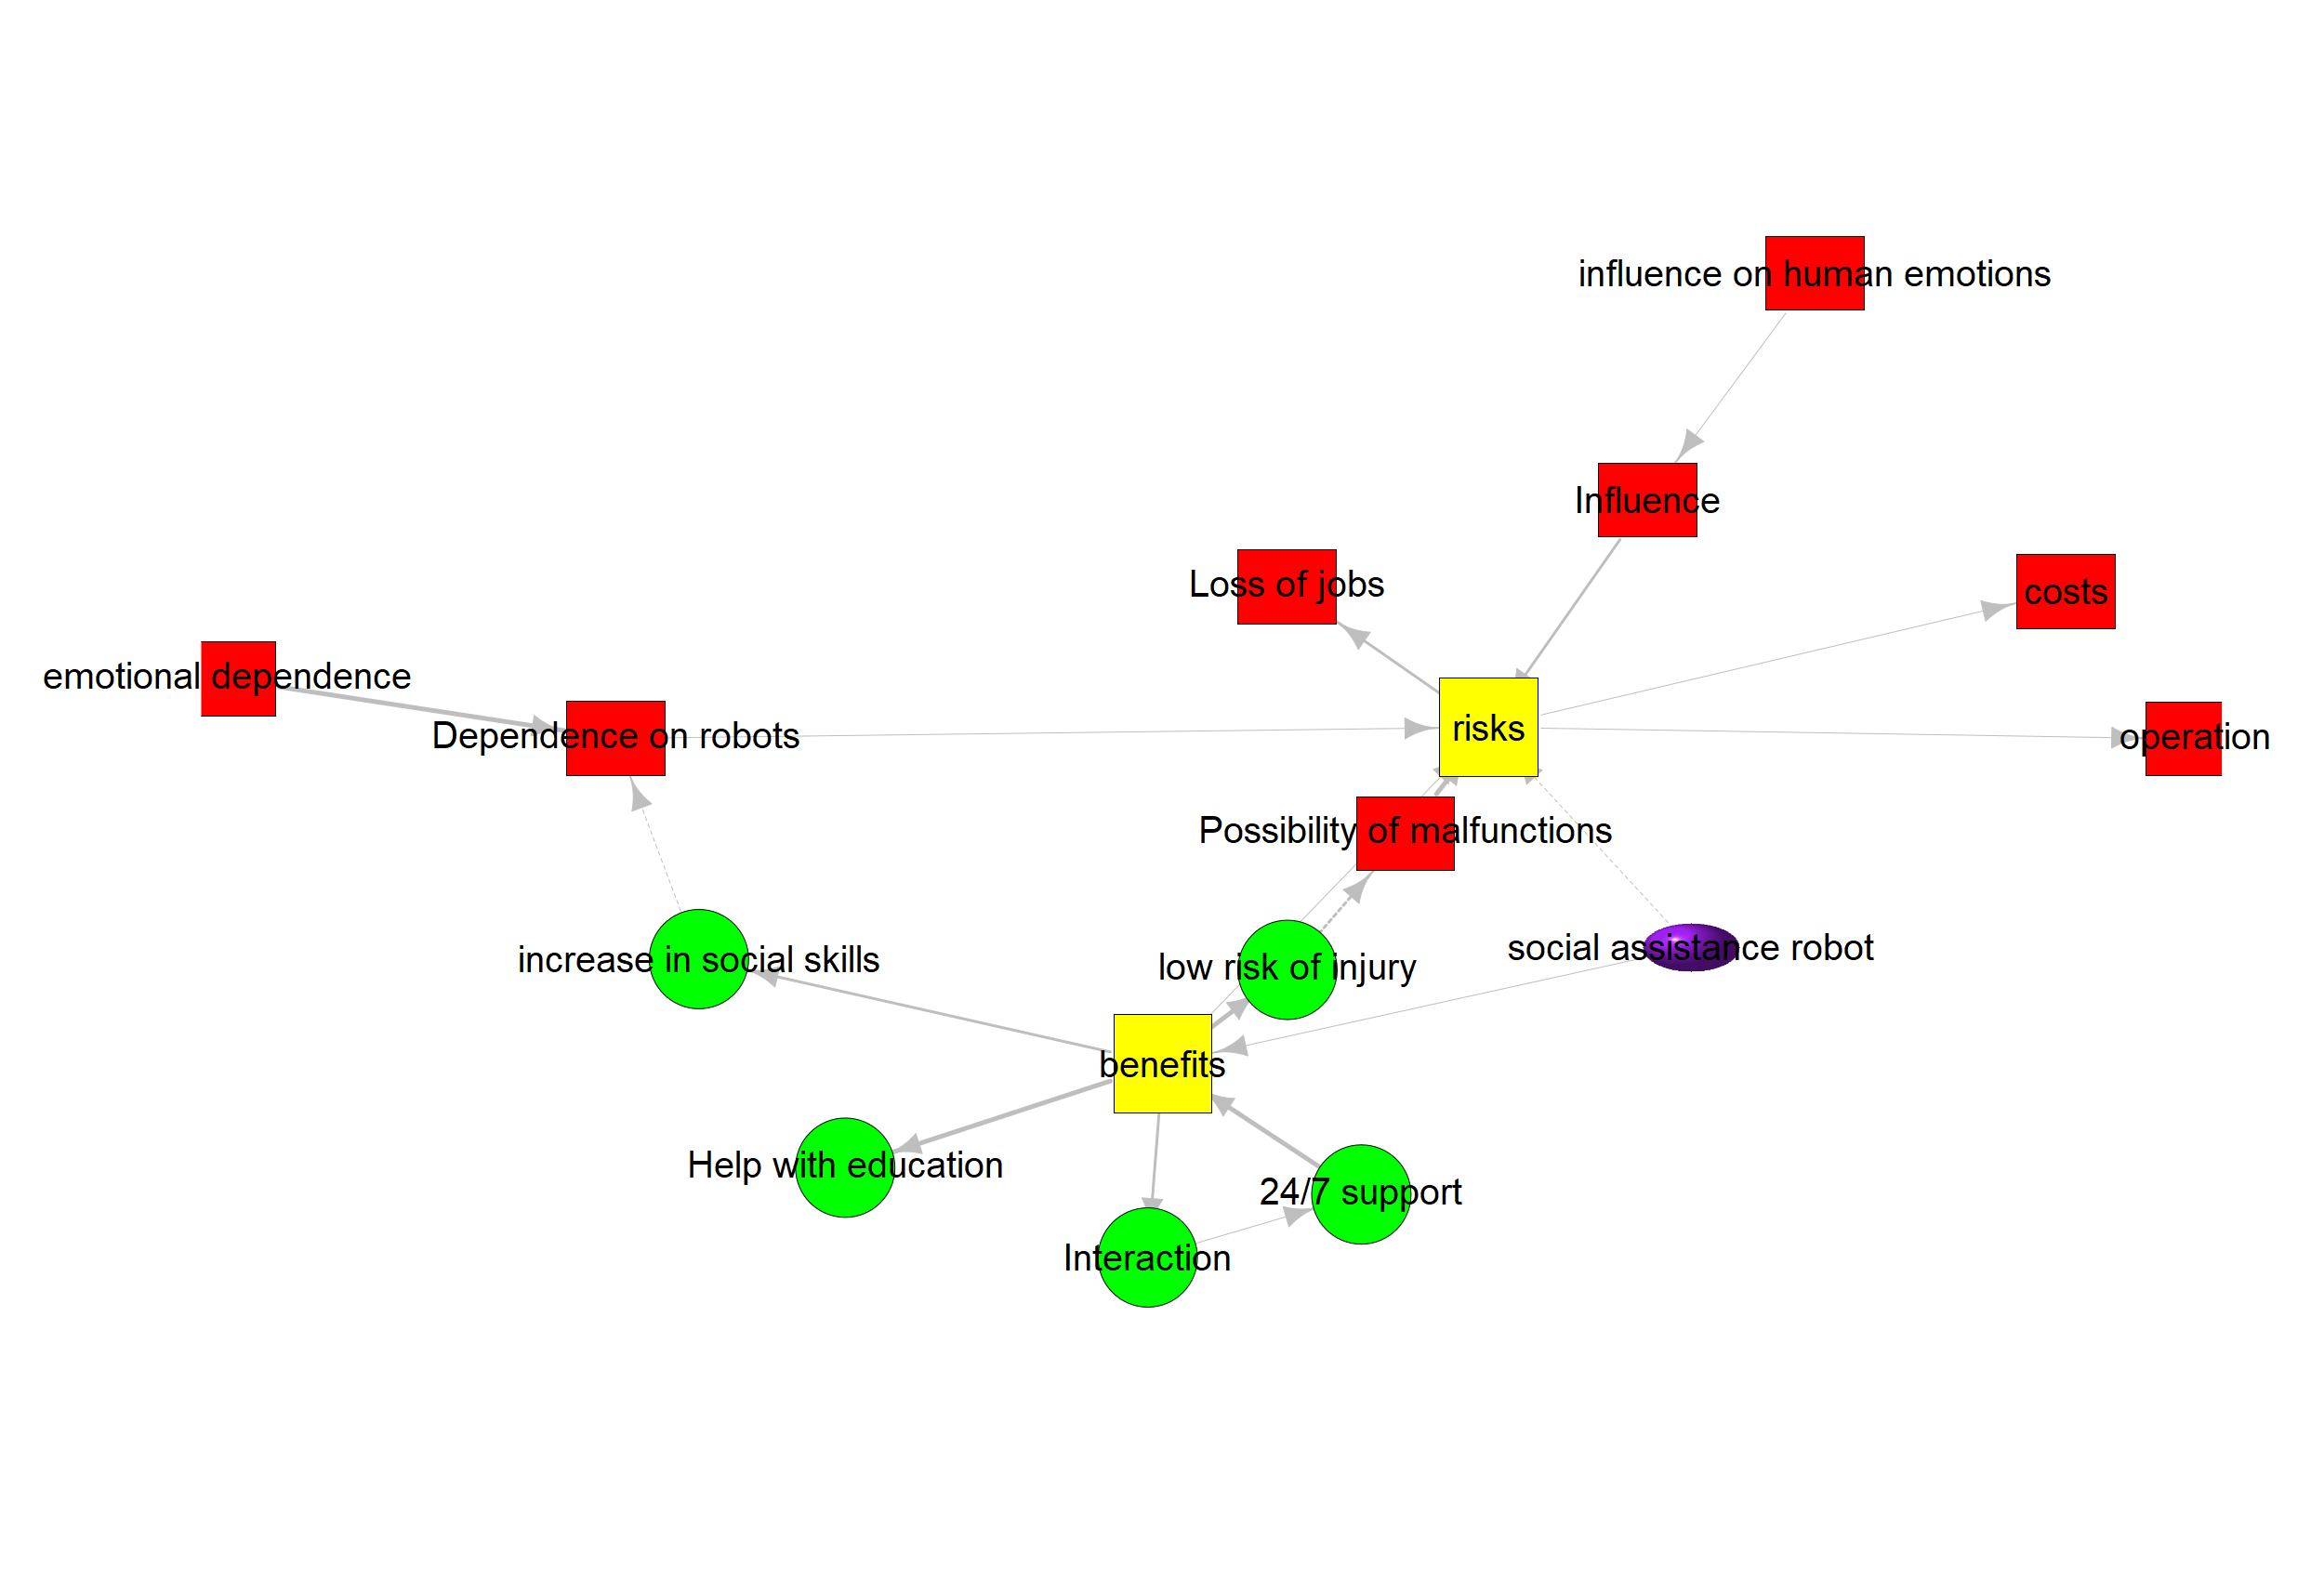 influence on human emotions
Influence
Loss of jobs
costs
emotional dependence
Dependence on robots
risks
operation
Possibility of malfunctions
increase in social skills
low risk of injury
social assistance robot
benefits
Help with education
24/7 support
Interaction